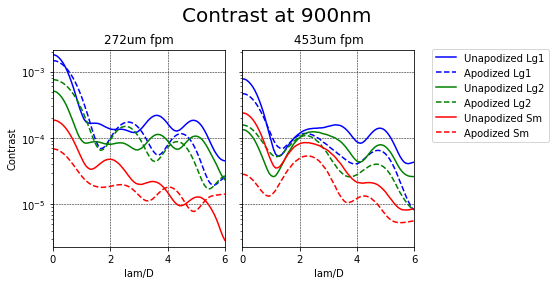 Contrast at 900nm
272um fpm
453um fpm
Contrast
10⁻³
10⁻⁴
10⁻⁵
0 2 4 6
0 2 4 6
lam/D
lam/D
Unapodized Lg1
Apodized Lg1
Unapodized Lg2
Apodized Lg2
Unapodized Sm
Apodized Sm